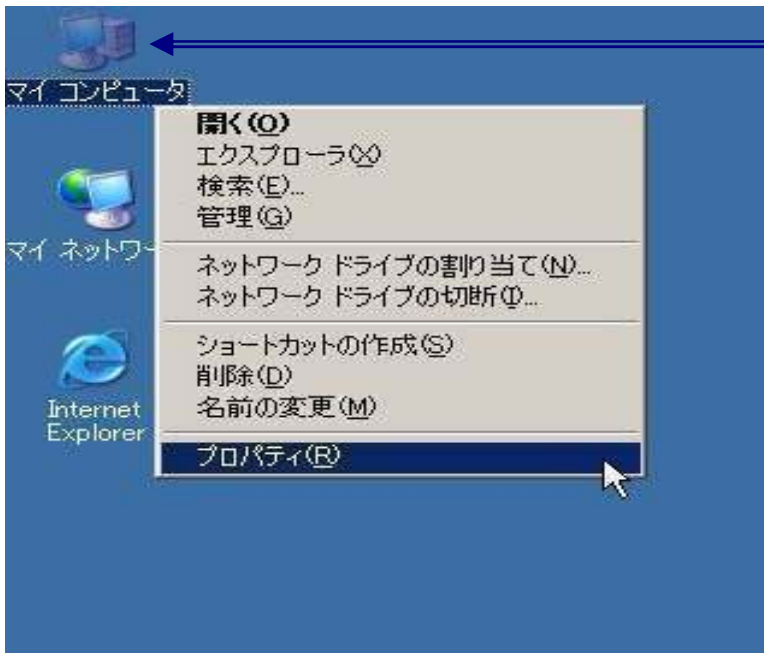 マイ コンピュータ
開く(O)
エクスプローラ(X)
検索(E)...
管理(G)
マイ ネットワー
ネットワーク ドライブの割り当て(N)...
ネットワーク ドライブの切断(I)...
ショートカットの作成(S)
削除(D)
名前の変更(M)
Internet
Explorer
プロパティ(R)